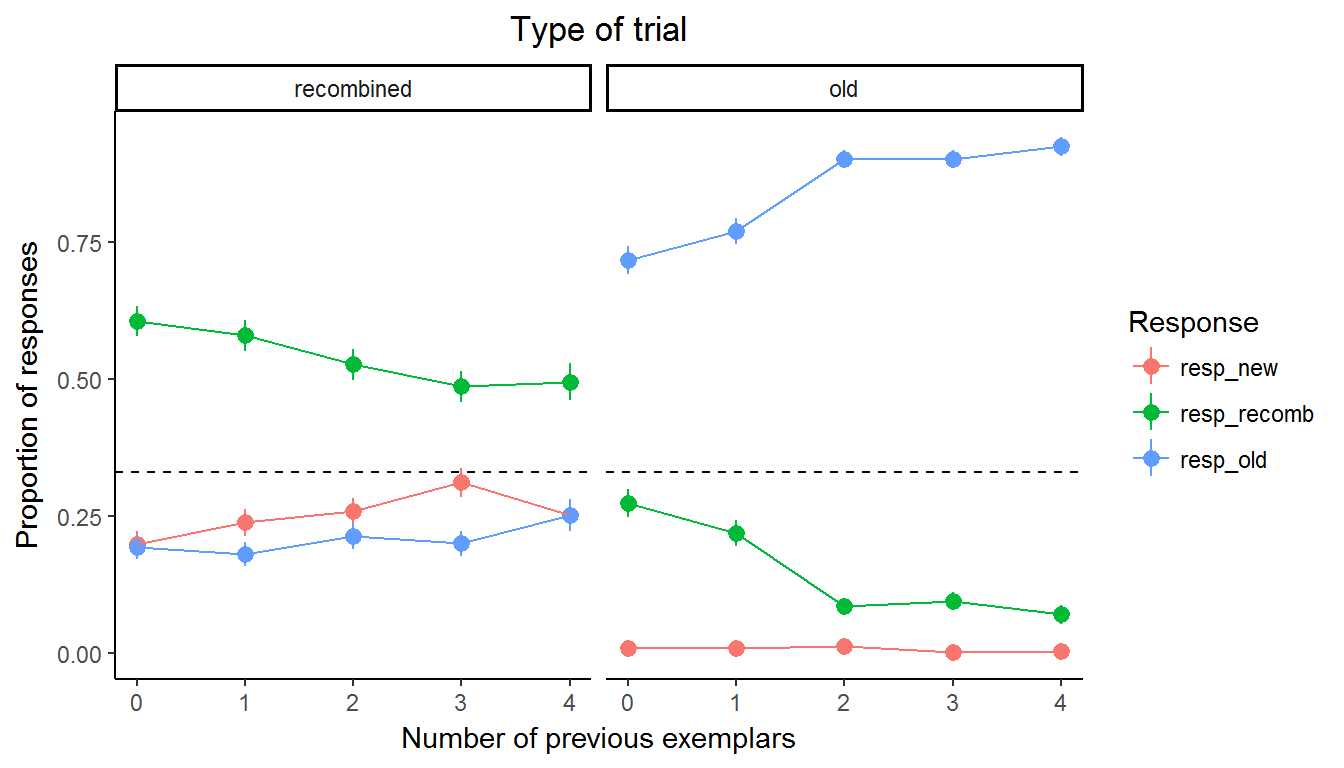 Type of trial
recombined
old
Proportion of responses
0.75
0.50
0.25
0.00
0 1 2 3 4
0 1 2 3 4
Number of previous exemplars
Response
resp_new
resp_recomb
resp_old